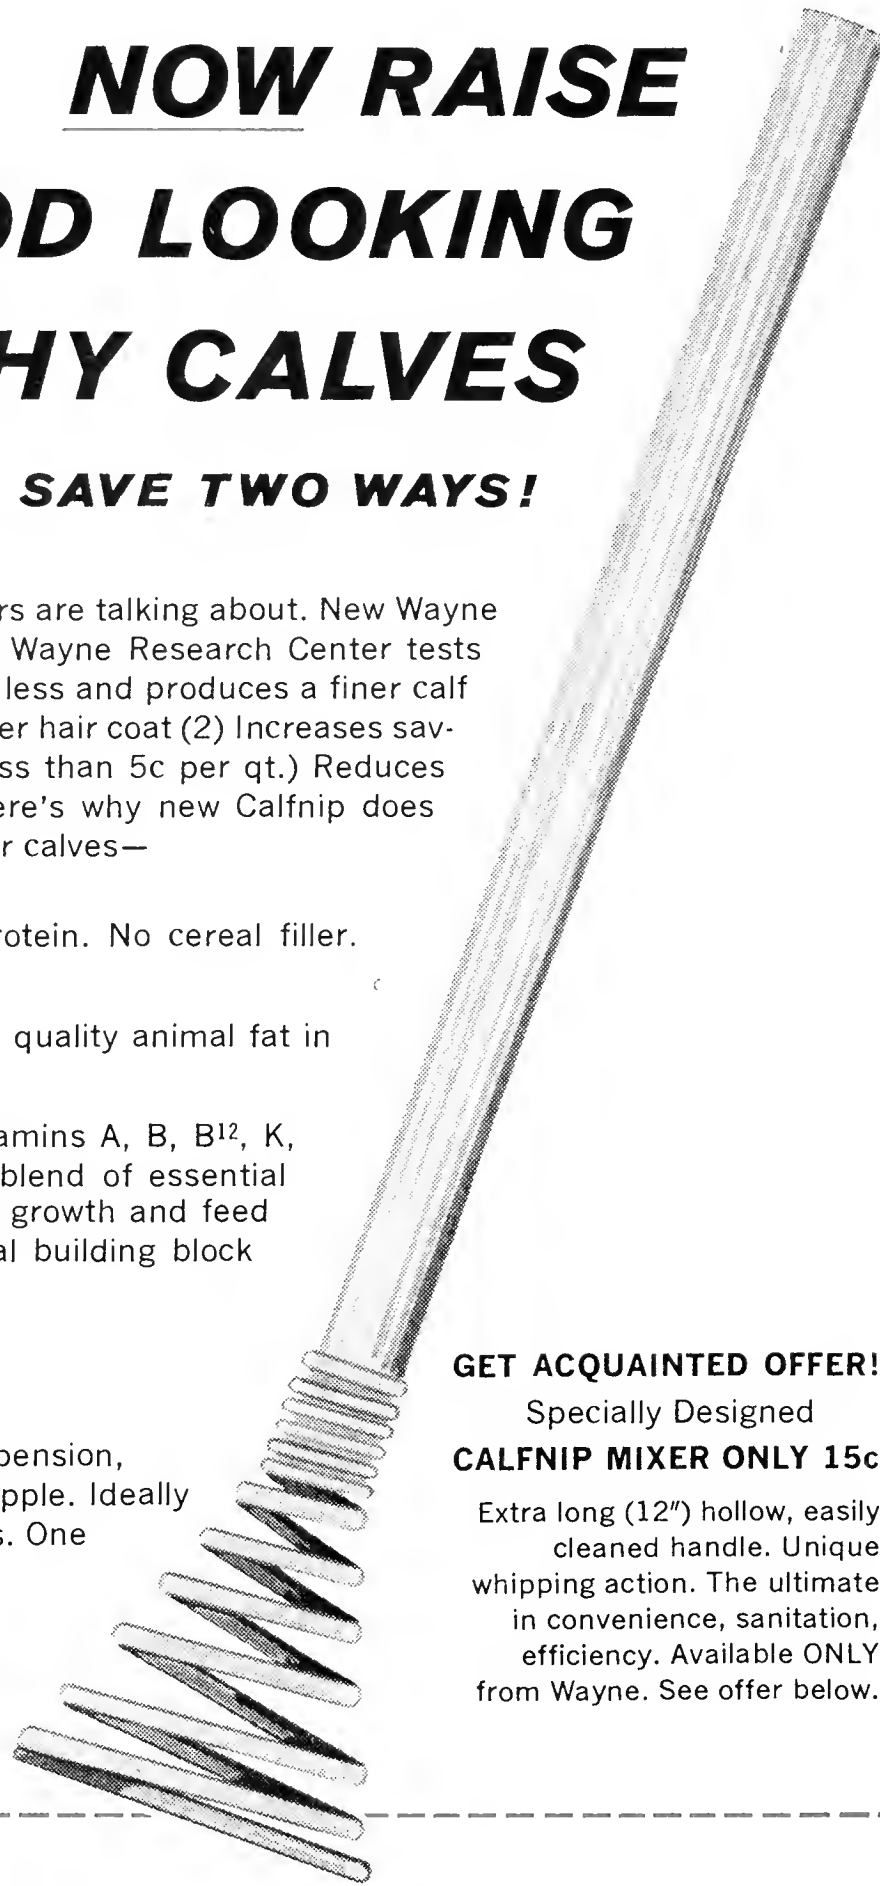 NOW RAISE
OD LOOKING
HY CALVES
SAVE TWO WAYS!
rs are talking about. New Wayne
Wayne Research Center tests
less and produces a finer calf
er hair coat (2) Increases sav-
ss than 5c per qt.) Reduces
ere's why new Calfnip does
r calves—
rotein. No cereal filler.
quality animal fat in
amins A, B, B¹², K,
blend of essential
growth and feed
al building block
pension,
pple. Ideally
s. One
GET ACQUAINTED OFFER!
Specially Designed
CALFNIP MIXER ONLY 15c
Extra long (12″) hollow, easily
cleaned handle. Unique
whipping action. The ultimate
in convenience, sanitation,
efficiency. Available ONLY
from Wayne. See offer below.